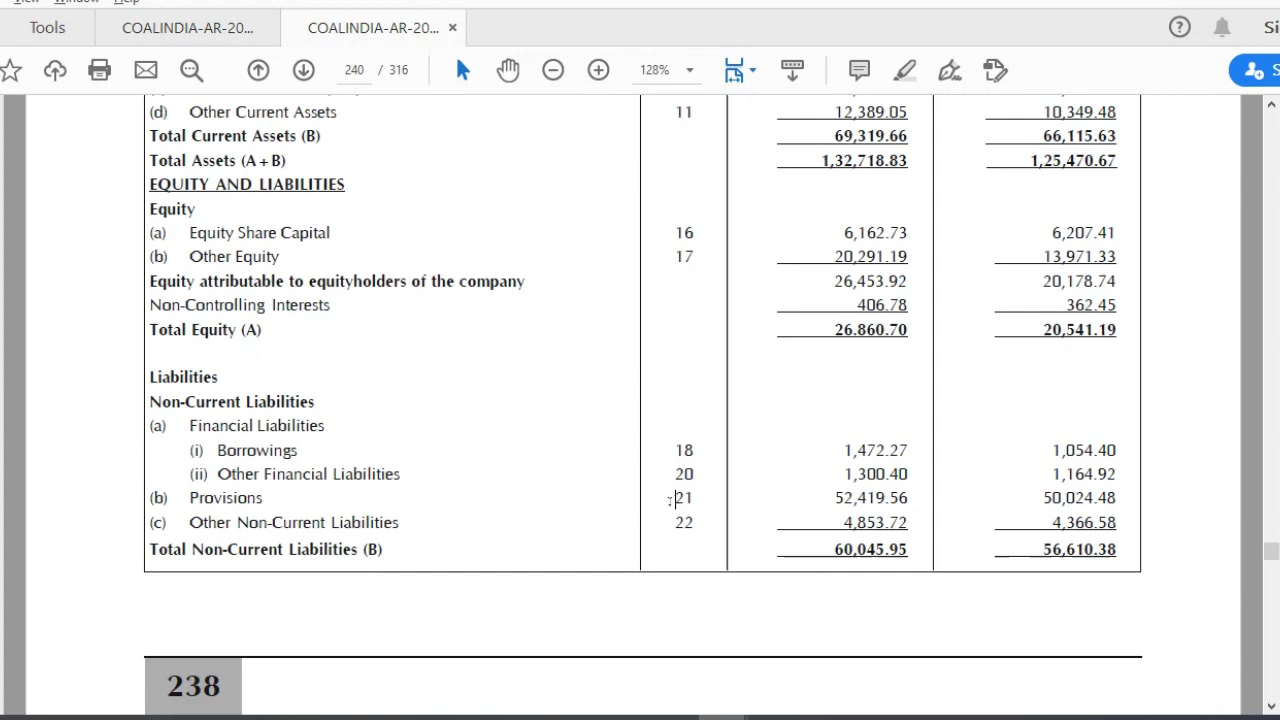 Tools COALINDIA-AR-20... COALINDIA-AR-20... ×
240 / 316 128%
(d) Other Current Assets 11 12,389.05 10,349.48
Total Current Assets (B) 69,319.66 66,115.63
Total Assets (A+B) 1,32,718.83 1,25,470.67
EQUITY AND LIABILITIES
Equity
(a) Equity Share Capital 16 6,162.73 6,207.41
(b) Other Equity 17 20,291.19 13,971.33
Equity attributable to equityholders of the company 26,453.92 20,178.74
Non-Controlling Interests 406.78 362.45
Total Equity (A) 26.860.70 20,541.19
Liabilities
Non-Current Liabilities
(a) Financial Liabilities
(i) Borrowings 18 1,472.27 1,054.40
(ii) Other Financial Liabilities 20 1,300.40 1,164.92
(b) Provisions 21 52,419.56 50,024.48
(c) Other Non-Current Liabilities 22 4,853.72 4,366.58
Total Non-Current Liabilities (B) 60,045.95 56,610.38
238